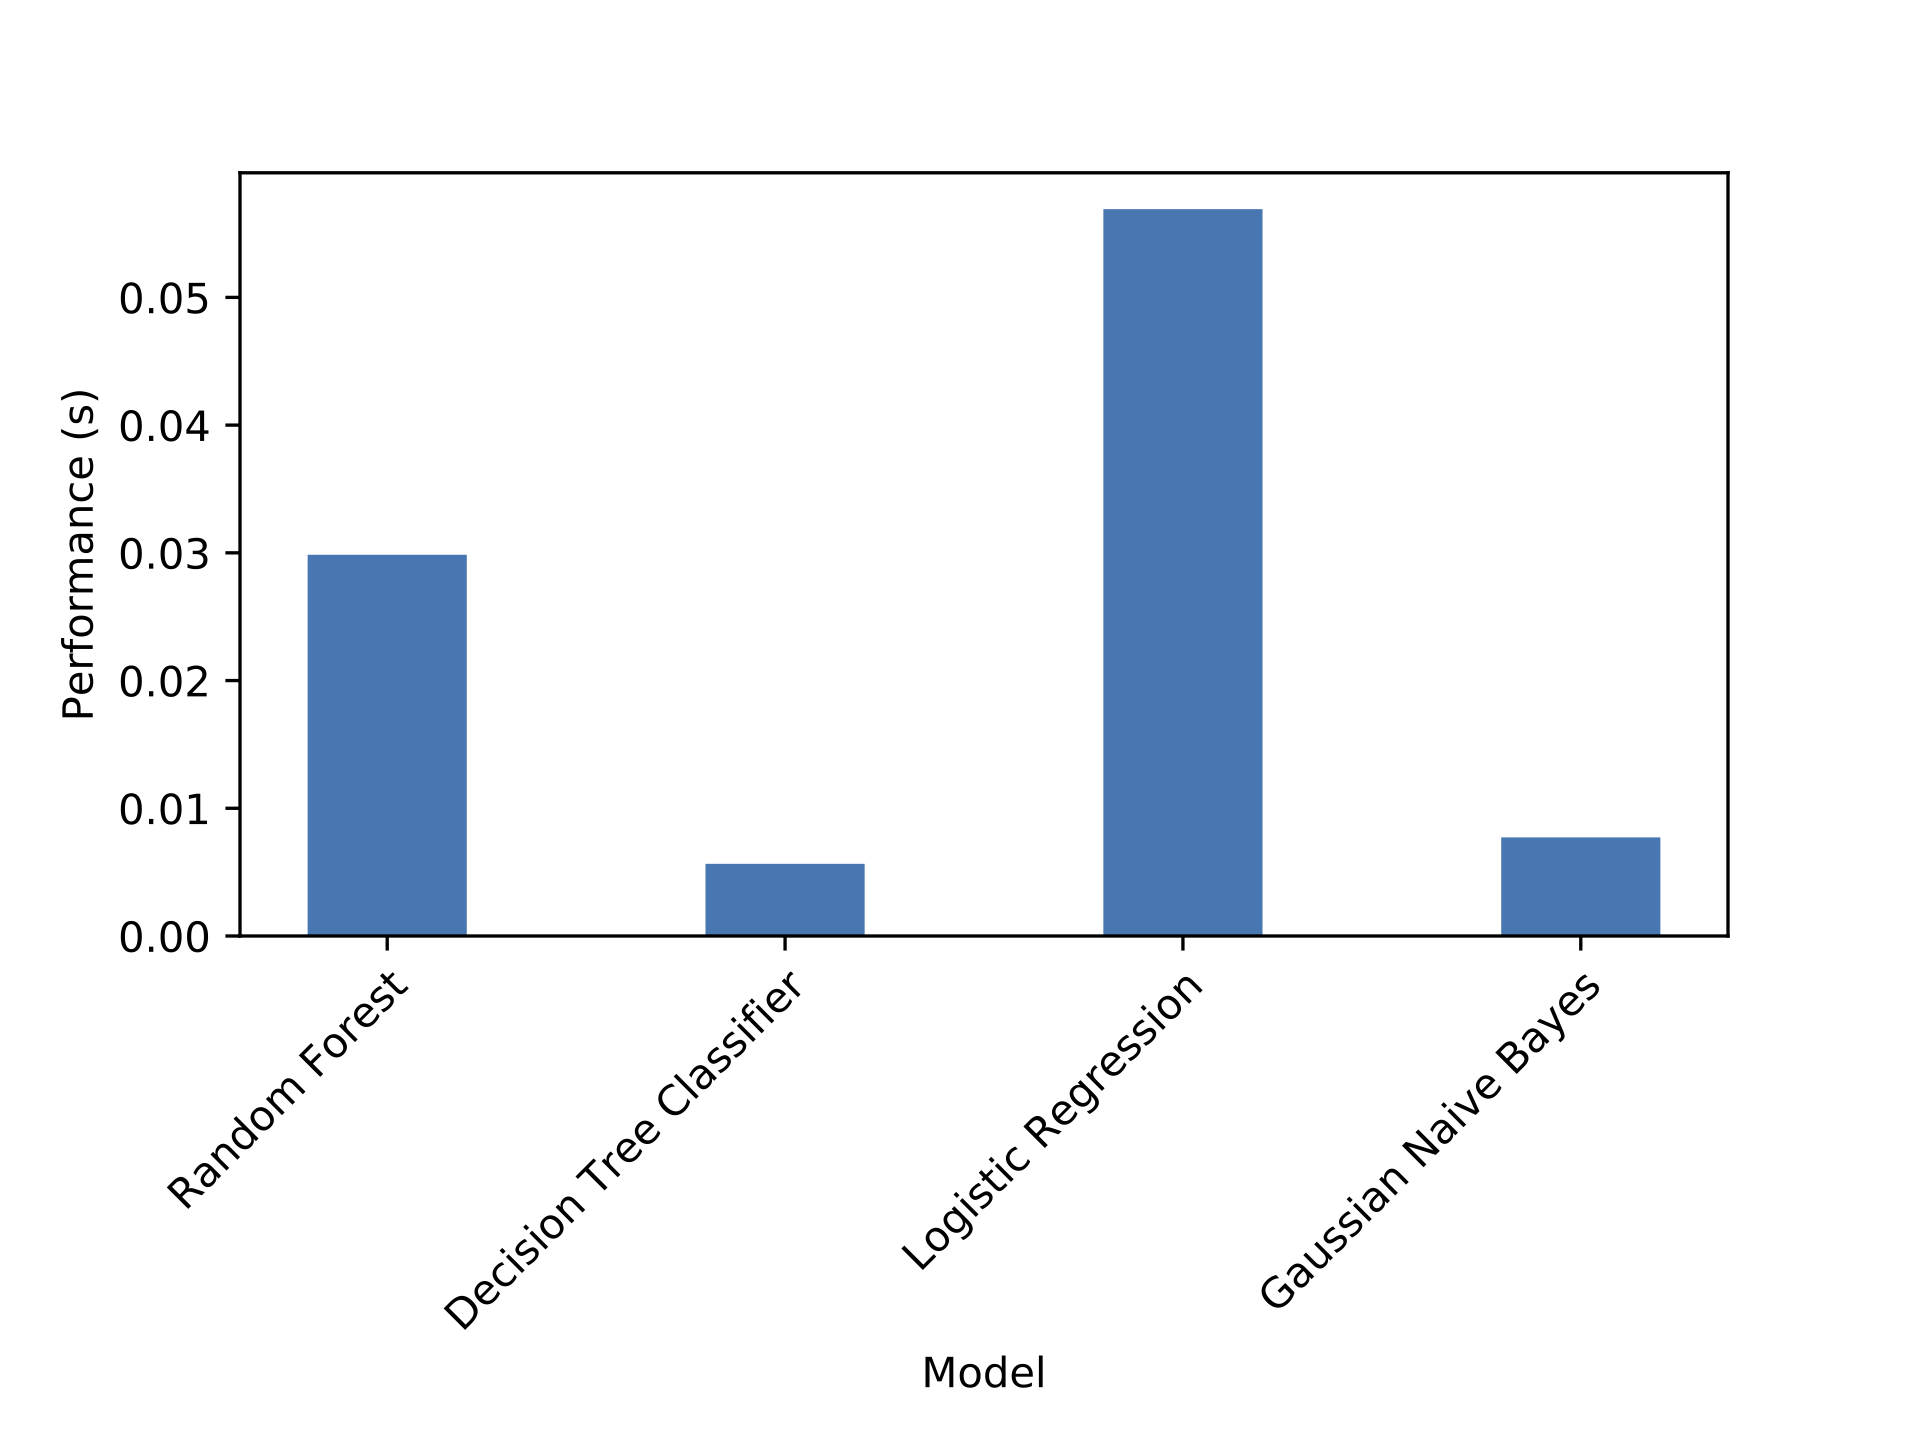 Performance (s)
0.05
0.04
0.03
0.02
0.01
0.00
Random Forest
Decision Tree Classifier
Logistic Regression
Gaussian Naive Bayes
Model